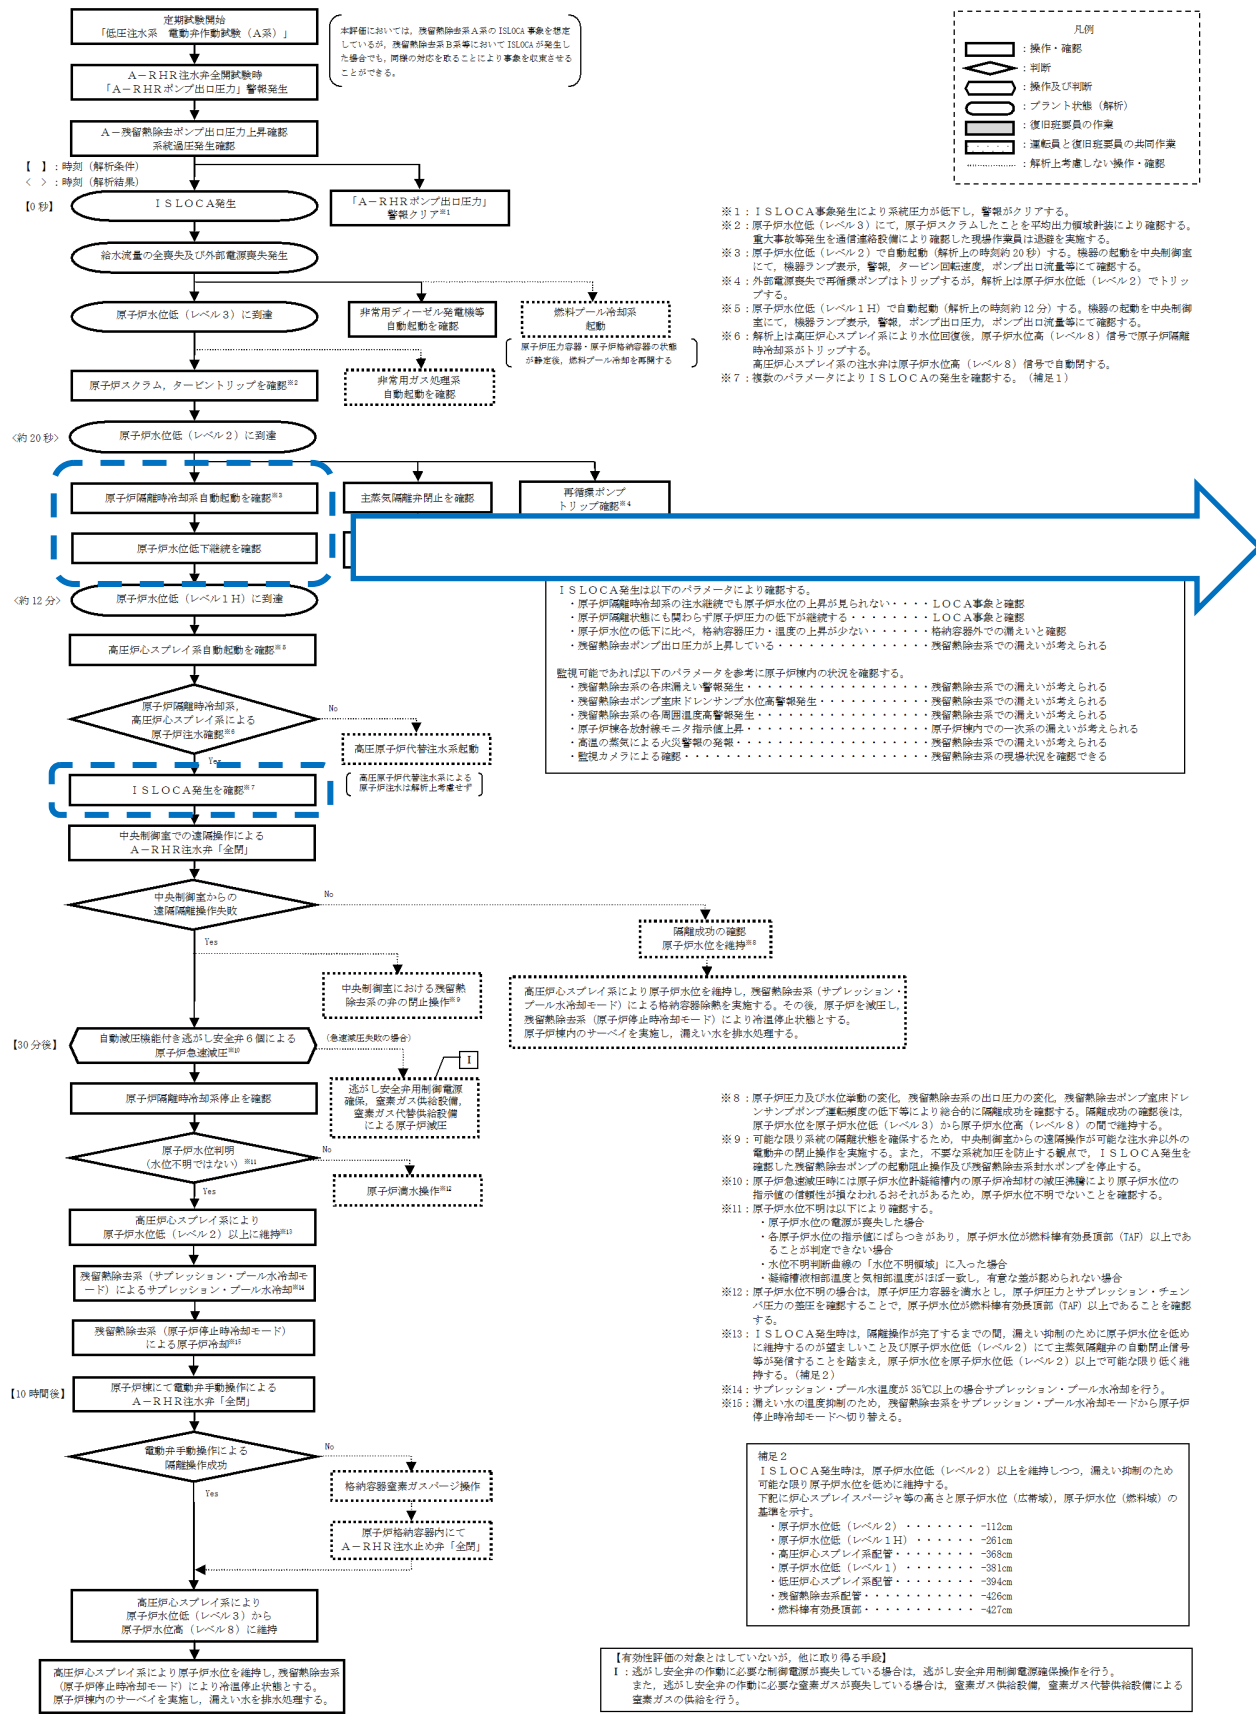 定期試験開始
「低圧注水系　電動弁作動試験（A系）」
A－RHR注水弁全開試験時
「A－RHRポンプ出口圧力」警報発生
A－残留熱除去ポンプ出口圧力上昇確認
系統過圧発生確認
本評価においては，残留熱除去系A系のISLOCA事象を想定
しているが，残留熱除去系B系等においてISLOCAが発生し
た場合でも，同様の対応を取ることにより事象を収束させる
ことができる。
凡例
：操作・確認
：判断
：操作及び判断
：プラント状態（解析）
：復旧班要員の作業
：運転員と復旧班要員の共同作業
：解析上考慮しない操作・確認
【　】：時刻（解析条件）
＜　＞：時刻（解析結果）
【0秒】
ISLOCA発生
「A－RHRポンプ出口圧力」
警報クリア※1
給水流量の全喪失及び外部電源喪失発生
原子炉水位低（レベル3）に到達
非常用ディーゼル発電機等
自動起動を確認
燃料プール冷却系
起動
原子炉圧力容器・原子炉格納容器の状態
が静定後，燃料プール冷却を再開する
原子炉スクラム，タービントリップを確認※2
非常用ガス処理系
自動起動を確認
＜約20秒＞
原子炉水位低（レベル2）に到達
原子炉隔離時冷却系自動起動を確認※3
主蒸気隔離弁閉止を確認
再循環ポンプ
トリップ確認※4
原子炉水位低下継続を確認
＜約12分＞
原子炉水位低（レベル1H）に到達
高圧炉心スプレイ系自動起動を確認※5
原子炉隔離時冷却系，
高圧炉心スプレイ系による
原子炉注水確認※6
No
高圧原子炉代替注水系起動
高圧原子炉代替注水系による
原子炉注水は解析上考慮せず
Yes
ISLOCA発生を確認※7
中央制御室での遠隔操作による
A－RHR注水弁「全閉」
中央制御室からの
遠隔隔離操作失敗
No
隔離成功の確認
原子炉水位を維持※8
Yes
中央制御室における残留熱
除去系の弁の閉止操作※9
高圧炉心スプレイ系により原子炉水位を維持し，残留熱除去系（サプレッション・
プール水冷却モード）による格納容器除熱を実施する。その後，原子炉を減圧し，
残留熱除去系（原子炉停止時冷却モード）により冷温停止状態とする。
原子炉棟内のサーベイを実施し，漏えい水を排水処理する。
【30分後】
自動減圧機能付き逃がし安全弁6個による
原子炉急速減圧※10
（急速減圧失敗の場合）
I
逃がし安全弁用制御電源
確保，窒素ガス供給設備，
窒素ガス代替供給設備
による原子炉減圧
原子炉隔離時冷却系停止を確認
原子炉水位判明
（水位不明ではない）※11
No
原子炉満水操作※12
Yes
高圧炉心スプレイ系により
原子炉水位低（レベル2）以上に維持※13
残留熱除去系（サプレッション・プール水冷却モ
ード）によるサプレッション・プール水冷却※14
残留熱除去系（原子炉停止時冷却モード）
による原子炉冷却※15
【10時間後】
原子炉棟にて電動弁手動操作による
A－RHR注水弁「全閉」
電動弁手動操作による
隔離操作成功
No
格納容器窒素ガスパージ操作
原子炉格納容器内にて
A－RHR注水止め弁「全閉」
Yes
高圧炉心スプレイ系により
原子炉水位低（レベル3）から
原子炉水位高（レベル8）に維持
高圧炉心スプレイ系により原子炉水位を維持し，残留熱除去系
（原子炉停止時冷却モード）により冷温停止状態とする。
原子炉棟内のサーベイを実施し，漏えい水を排水処理する。
※1：ISLOCA事象発生により系統圧力が低下し，警報がクリアする。
※2：原子炉水位低（レベル3）にて，原子炉スクラムしたことを平均出力領域計装により確認する。
重大事故等発生を通信連絡設備により確認した現場作業員は退避を実施する。
※3：原子炉水位低（レベル2）で自動起動（解析上の時刻約20秒）する。機器の起動を中央制御室
にて，機器ランプ表示，警報，タービン回転速度，ポンプ出口流量等にて確認する。
※4：外部電源喪失で再循環ポンプはトリップするが，解析上は原子炉水位低（レベル2）でトリッ
プする。
※5：原子炉水位低（レベル1H）で自動起動（解析上の時刻約12分）する。機器の起動を中央制御
室にて，機器ランプ表示，警報，ポンプ出口圧力，ポンプ出口流量等にて確認する。
※6：解析上は高圧炉心スプレイ系により水位回復後，原子炉水位高（レベル8）信号で原子炉隔離
時冷却系がトリップする。
高圧炉心スプレイ系の注水弁は原子炉水位高（レベル8）信号で自動閉する。
※7：複数のパラメータによりISLOCAの発生を確認する。（補足1）
ISLOCA発生は以下のパラメータにより確認する。
・原子炉隔離時冷却系の注水継続でも原子炉水位の上昇が見られない・・・・LOCA事象と確認
・原子炉隔離状態にも関わらず原子炉圧力の低下が継続する・・・・・・・・LOCA事象と確認
・原子炉水位の低下に比べ，格納容器圧力・温度の上昇が少ない・・・・・・格納容器外での漏えいと確認
・残留熱除去ポンプ出口圧力が上昇している・・・・・・・・・・・・・・・残留熱除去系での漏えいが考えられる
監視可能であれば以下のパラメータを参考に原子炉棟内の状況を確認する。
・残留熱除去系の各床漏えい警報発生・・・・・・・・・・・・・・・・・・残留熱除去系での漏えいが考えられる
・残留熱除去ポンプ室床ドレンサンプ水位高警報発生・・・・・・・・・・・残留熱除去系での漏えいが考えられる
・残留熱除去系の各周囲温度高警報発生・・・・・・・・・・・・・・・・・残留熱除去系での漏えいが考えられる
・原子炉棟各放射線モニタ指示値上昇・・・・・・・・・・・・・・・・・・原子炉棟内での一次系の漏えいが考えられる
・高温の蒸気による火災警報の発報・・・・・・・・・・・・・・・・・・・残留熱除去系での漏えいが考えられる
・監視カメラによる確認・・・・・・・・・・・・・・・・・・・・・・・・残留熱除去系の現場状況を確認できる
※8：原子炉圧力及び水位挙動の変化，残留熱除去系の出口圧力の変化，残留熱除去ポンプ室床ドレ
ンサンプポンプ運転頻度の低下等により総合的に隔離成功を確認する。隔離成功の確認後は，
原子炉水位を原子炉水位低（レベル3）から原子炉水位高（レベル8）の間で維持する。
※9：可能な限り系統の隔離状態を確保するため，中央制御室からの遠隔操作が可能な注水弁以外の
電動弁の閉止操作を実施する。また，不要な系統加圧を防止する観点で，ISLOCA発生を
確認した残留熱除去ポンプの起動阻止操作及び残留熱除去系封水ポンプを停止する。
※10：原子炉急速減圧時には原子炉水位計凝縮槽内の原子炉冷却材の減圧沸騰により原子炉水位の
指示値の信頼性が損なわれるおそれがあるため，原子炉水位不明でないことを確認する。
※11：原子炉水位不明は以下により確認する。
・原子炉水位の電源が喪失した場合
・各原子炉水位の指示値にばらつきがあり，原子炉水位が燃料棒有効長頂部（TAF）以上であ
ることが判定できない場合
・水位不明判断曲線の「水位不明領域」に入った場合
・凝縮槽液相部温度と気相部温度がほぼ一致し，有意な差が認められない場合
※12：原子炉水位不明の場合は，原子炉圧力容器を満水とし，原子炉圧力とサプレッション・チェン
バ圧力の差圧を確認することで，原子炉水位が燃料棒有効長頂部（TAF）以上であることを確認
する。
※13：ISLOCA発生時は，隔離操作が完了するまでの間，漏えい抑制のために原子炉水位を低め
に維持するのが望ましいこと及び原子炉水位低（レベル2）にて主蒸気隔離弁の自動閉止信号
等が発信することを踏まえ，原子炉水位を原子炉水位低（レベル2）以上で可能な限り低く維
持する。（補足2）
※14：サプレッション・プール水温度が35℃以上の場合サプレッション・プール水冷却を行う。
※15：漏えい水の温度抑制のため，残留熱除去系をサプレッション・プール水冷却モードから原子炉
停止時冷却モードへ切り替える。
補足2
ISLOCA発生時は，原子炉水位低（レベル2）以上を維持しつつ，漏えい抑制のため
可能な限り原子炉水位を低めに維持する。
下記に炉心スプレイスパージャ等の高さと原子炉水位（広帯域），原子炉水位（燃料域）の
基準を示す。
・原子炉水位低（レベル2）・・・・・・・-112cm
・原子炉水位低（レベル1H）・・・・・・-261cm
・高圧炉心スプレイ系配管・・・・・・・・-368cm
・原子炉水位低（レベル1）・・・・・・・-381cm
・低圧炉心スプレイ系配管・・・・・・・・-394cm
・残留熱除去系配管・・・・・・・・・・・-426cm
・燃料棒有効長頂部・・・・・・・・・・・-427cm
【有効性評価の対象とはしていないが，他に取り得る手段】
I：逃がし安全弁の作動に必要な制御電源が喪失している場合は，逃がし安全弁用制御電源確保操作を行う。
また，逃がし安全弁の作動に必要な窒素ガスが喪失している場合は，窒素ガス供給設備，窒素ガス代替供給設備による
窒素ガスの供給を行う。